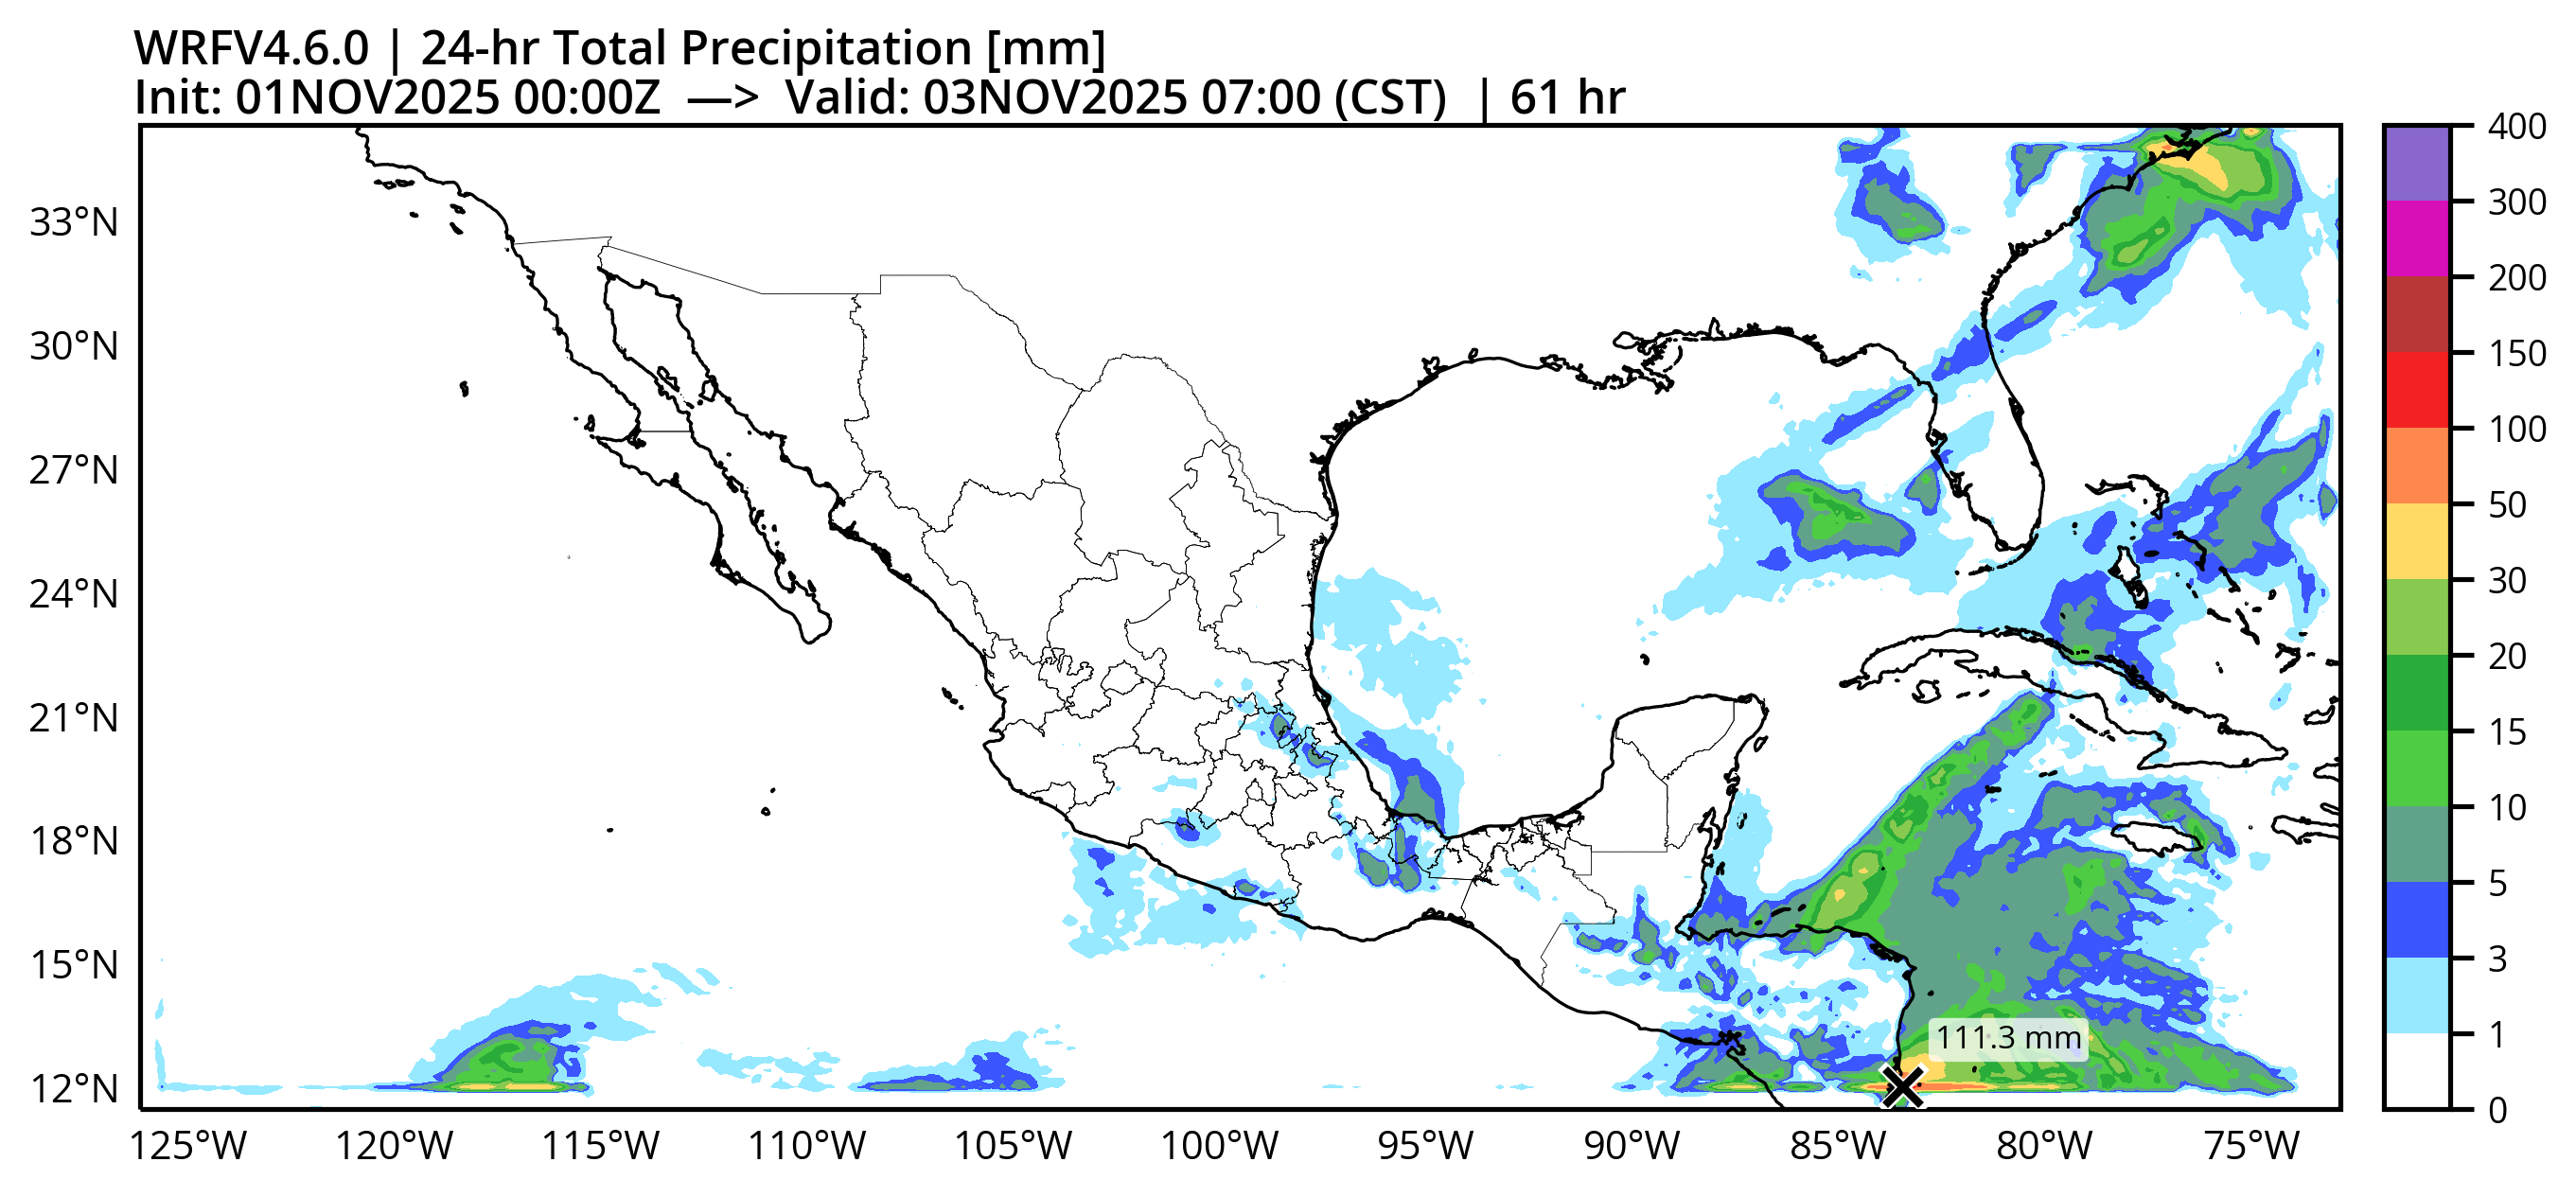 WRFV4.6.0 | 24-hr Total Precipitation [mm]
Init: 01NOV2025 00:00Z —> Valid: 03NOV2025 07:00 (CST) | 61 hr
33°N
30°N
27°N
24°N
21°N
18°N
15°N
12°N
125°W 120°W 115°W 110°W 105°W 100°W 95°W 90°W 85°W 80°W 75°W
111.3 mm
400
300
200
150
100
50
30
20
15
10
5
3
1
0